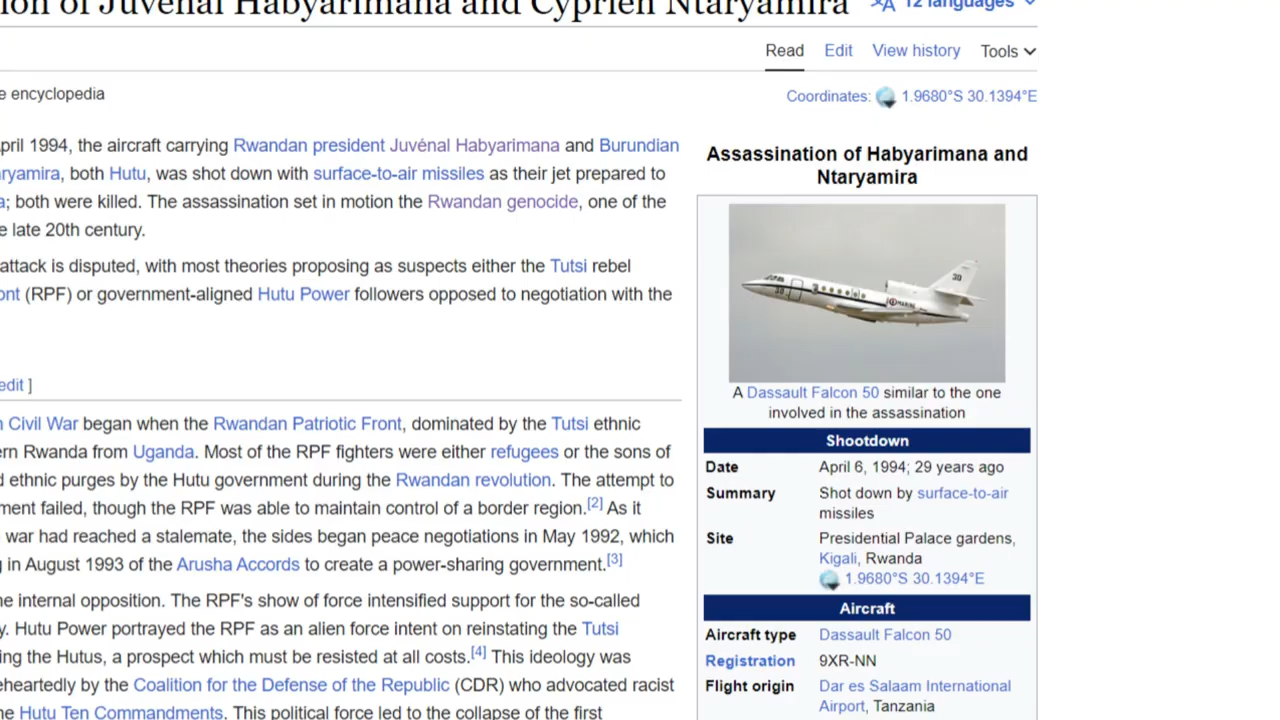 ion of Juvénal Habyarimana and Cyprien Ntaryamira
12 languages
Read Edit View history Tools
e encyclopedia
Coordinates: 1.9680°S 30.1394°E
pril 1994, the aircraft carrying Rwandan president Juvénal Habyarimana and Burundian
aryamira, both Hutu, was shot down with surface-to-air missiles as their jet prepared to
a; both were killed. The assassination set in motion the Rwandan genocide, one of the
e late 20th century.
attack is disputed, with most theories proposing as suspects either the Tutsi rebel
ont (RPF) or government-aligned Hutu Power followers opposed to negotiation with the
edit ]
n Civil War began when the Rwandan Patriotic Front, dominated by the Tutsi ethnic
ern Rwanda from Uganda. Most of the RPF fighters were either refugees or the sons of
d ethnic purges by the Hutu government during the Rwandan revolution. The attempt to
ment failed, though the RPF was able to maintain control of a border region.[2] As it
war had reached a stalemate, the sides began peace negotiations in May 1992, which
g in August 1993 of the Arusha Accords to create a power-sharing government.[3]
he internal opposition. The RPF's show of force intensified support for the so-called
y. Hutu Power portrayed the RPF as an alien force intent on reinstating the Tutsi
ing the Hutus, a prospect which must be resisted at all costs.[4] This ideology was
eheartedly by the Coalition for the Defense of the Republic (CDR) who advocated racist
he Hutu Ten Commandments. This political force led to the collapse of the first
Assassination of Habyarimana and
Ntaryamira
30
30
MARINE
A Dassault Falcon 50 similar to the one
involved in the assassination
Shootdown
Date April 6, 1994; 29 years ago
Summary Shot down by surface-to-air
missiles
Site Presidential Palace gardens,
Kigali, Rwanda
1.9680°S 30.1394°E
Aircraft
Aircraft type Dassault Falcon 50
Registration 9XR-NN
Flight origin Dar es Salaam International
Airport, Tanzania